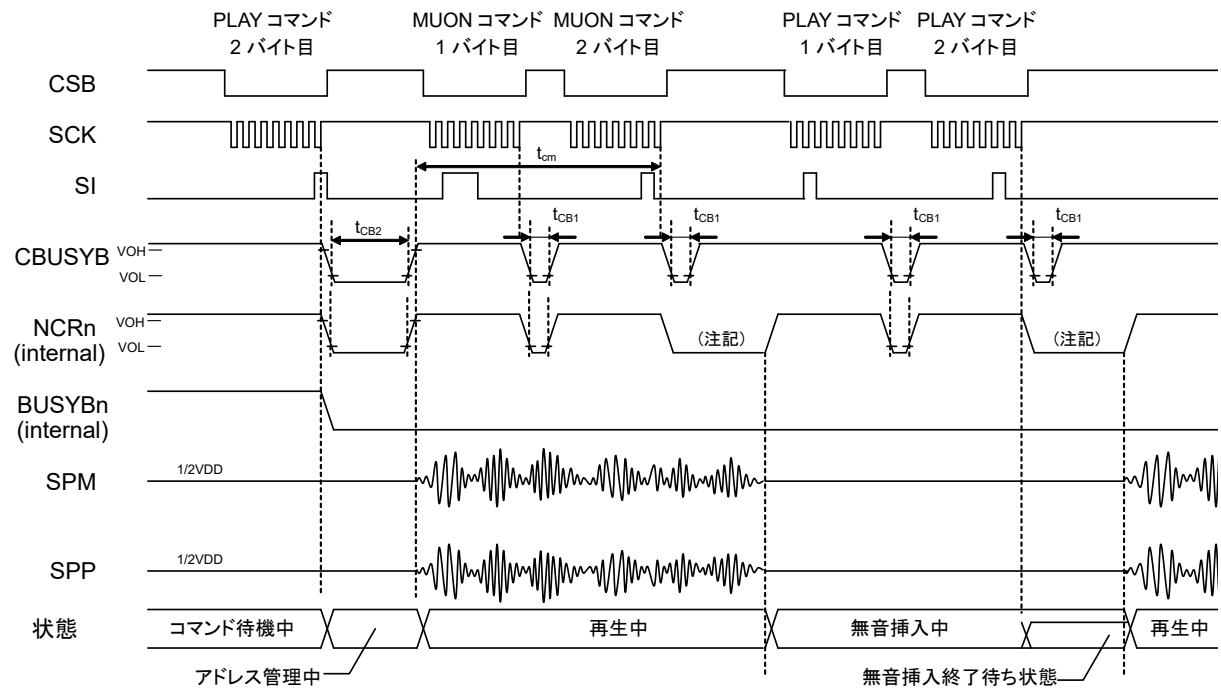 PLAY コマンド
2 バイト目
MUON コマンド
1 バイト目
MUON コマンド
2 バイト目
PLAY コマンド
1 バイト目
PLAY コマンド
2 バイト目
CSB
SCK
tcm
SI
tCB2
tCB1
tCB1
tCB1
tCB1
CBUSYB
VOH
VOL
NCRn
(internal)
VOH
VOL
(注記)
(注記)
BUSYBn
(internal)
SPM
1/2VDD
SPP
1/2VDD
状態
コマンド待機中
再生中
無音挿入中
再生中
アドレス管理中
無音挿入終了待ち状態